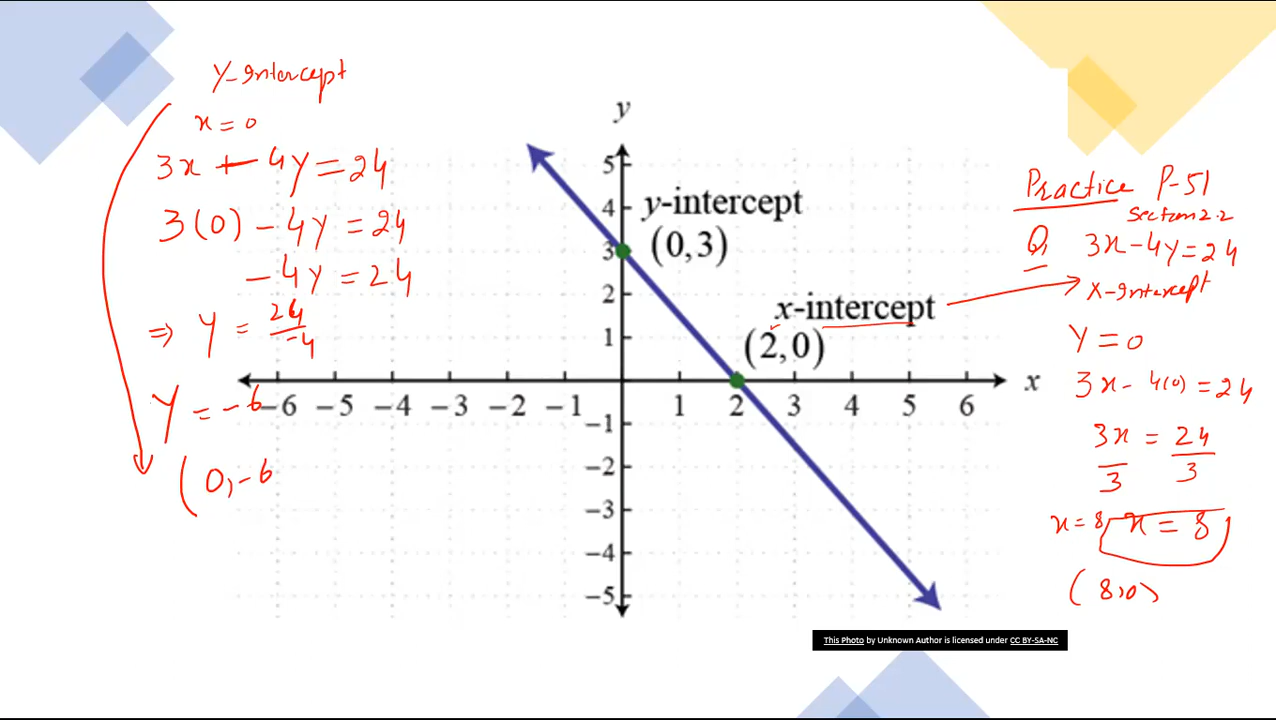 Y-Intercept
x = 0
3x - 4y = 24
3(0) - 4y = 24
- 4y = 24
⇒ y = 24/-4
y = -6
(0,-6
y
5
4
3
2
1
y-intercept
(0,3)
x-intercept
(2,0)
-6 -5 -4 -3 -2 -1 1 2 3 4 5 6 x
-1
-2
-3
-4
-5
Practice P-51
Section 2.2
Q1 3x - 4y = 24
X-Intercept
Y = 0
3x - 4(0) = 24
3x/3 = 24/3
x = 8 x = 8
(8,0)
This Photo by Unknown Author is licensed under CC BY-SA-NC